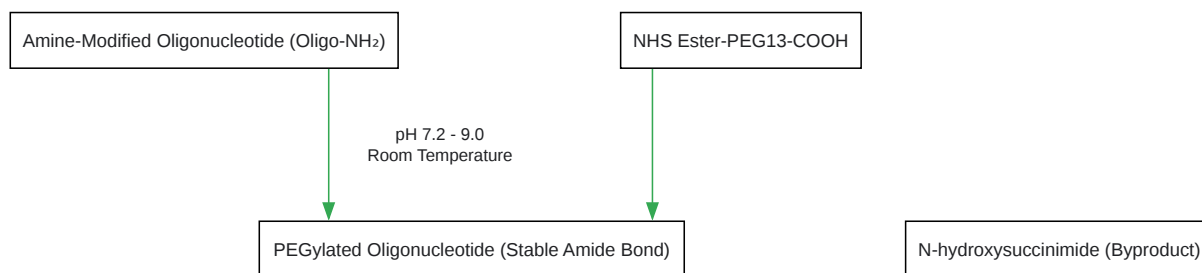 Amine-Modified Oligonucleotide (Oligo-NH₂)
NHS Ester-PEG13-COOH
pH 7.2 - 9.0
Room Temperature
PEGylated Oligonucleotide (Stable Amide Bond)
N-hydroxysuccinimide (Byproduct)